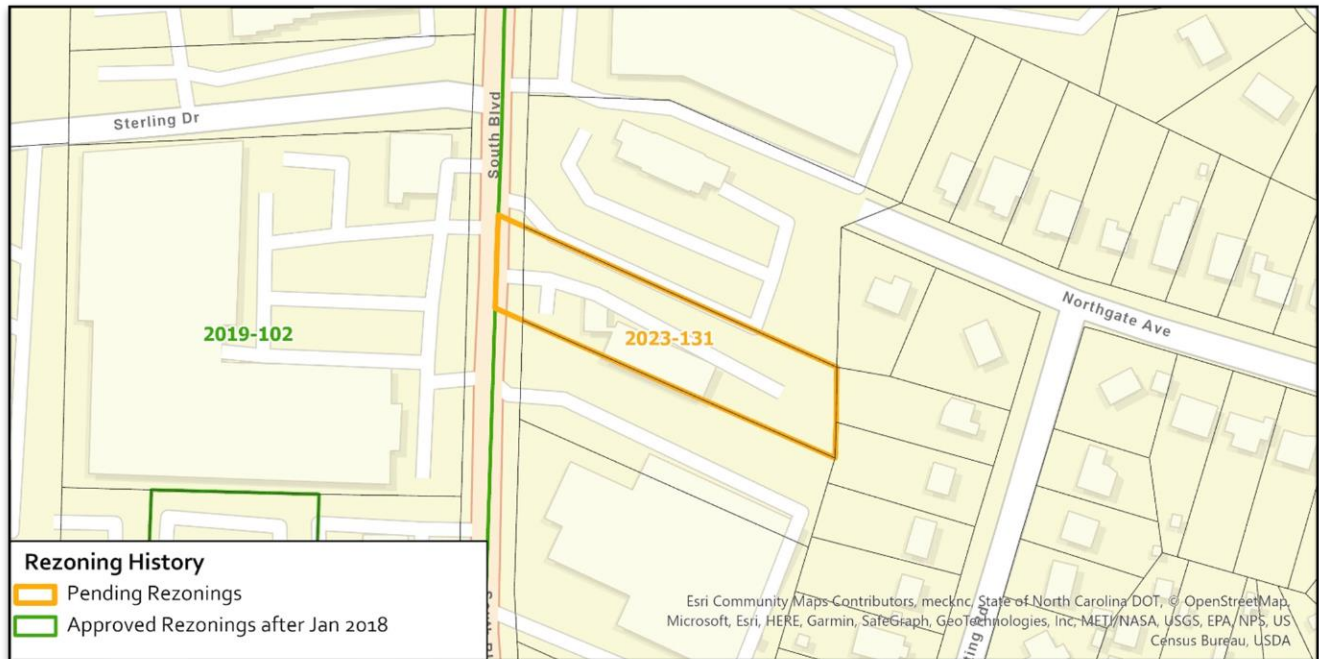 Sterling Dr
South Blvd
2019-102
2023-131
Northgate Ave
Rezoning History
Pending Rezonings
Approved Rezonings after Jan 2018
Esri Community Maps Contributors, mecknc, State of North Carolina DOT, © OpenStreetMap,
Microsoft, Esri, HERE, Garmin, SafeGraph, GeoTechnologies, Inc, METI/NASA, USGS, EPA, NPS, US
Census Bureau, USDA